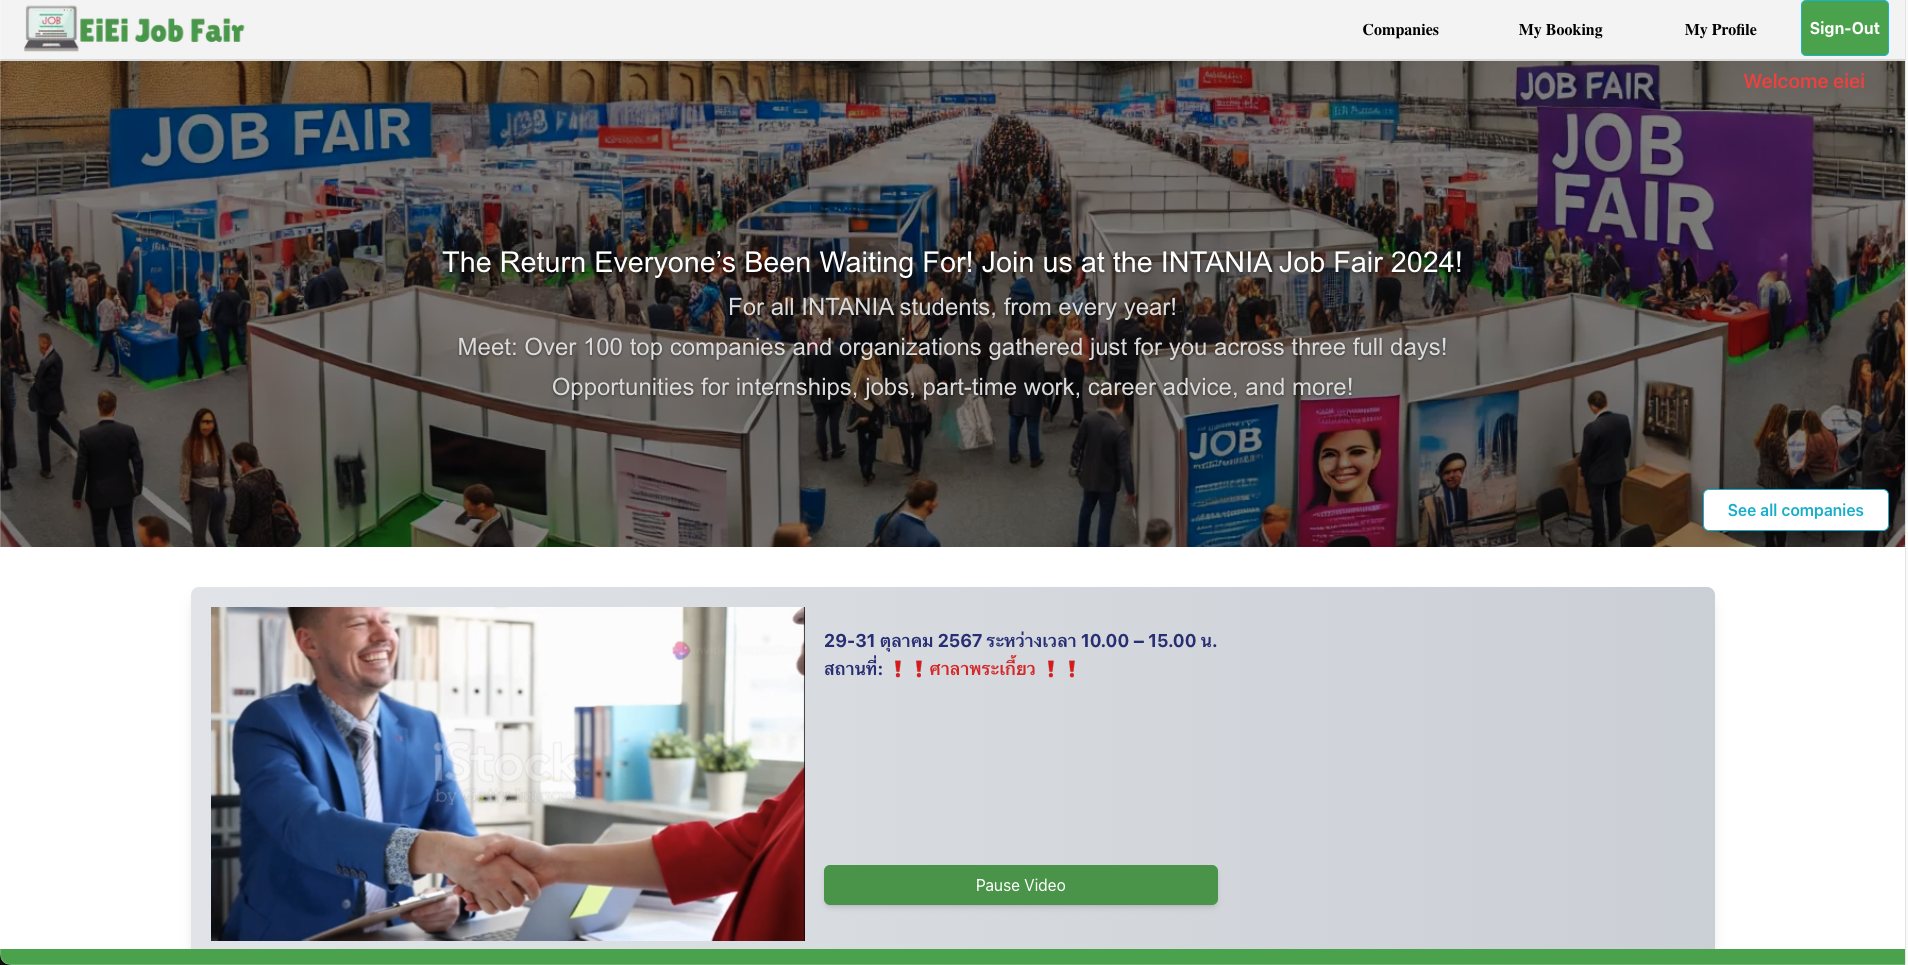 JOB
EiEi Job Fair
Companies
My Booking
My Profile
Sign-Out
Welcome eiei
JOB FAIR
JOB FAIR
JOB
FAIR
The Return Everyone’s Been Waiting For! Join us at the INTANIA Job Fair 2024!
For all INTANIA students, from every year!
Meet: Over 100 top companies and organizations gathered just for you across three full days!
Opportunities for internships, jobs, part-time work, career advice, and more!
JOB
See all companies
29-31 ตุลาคม 2567 ระหว่างเวลา 10.00 – 15.00 น.
สถานที่: ❗❗ศาลาพระเกี้ยว ❗❗
iStock
Pause Video